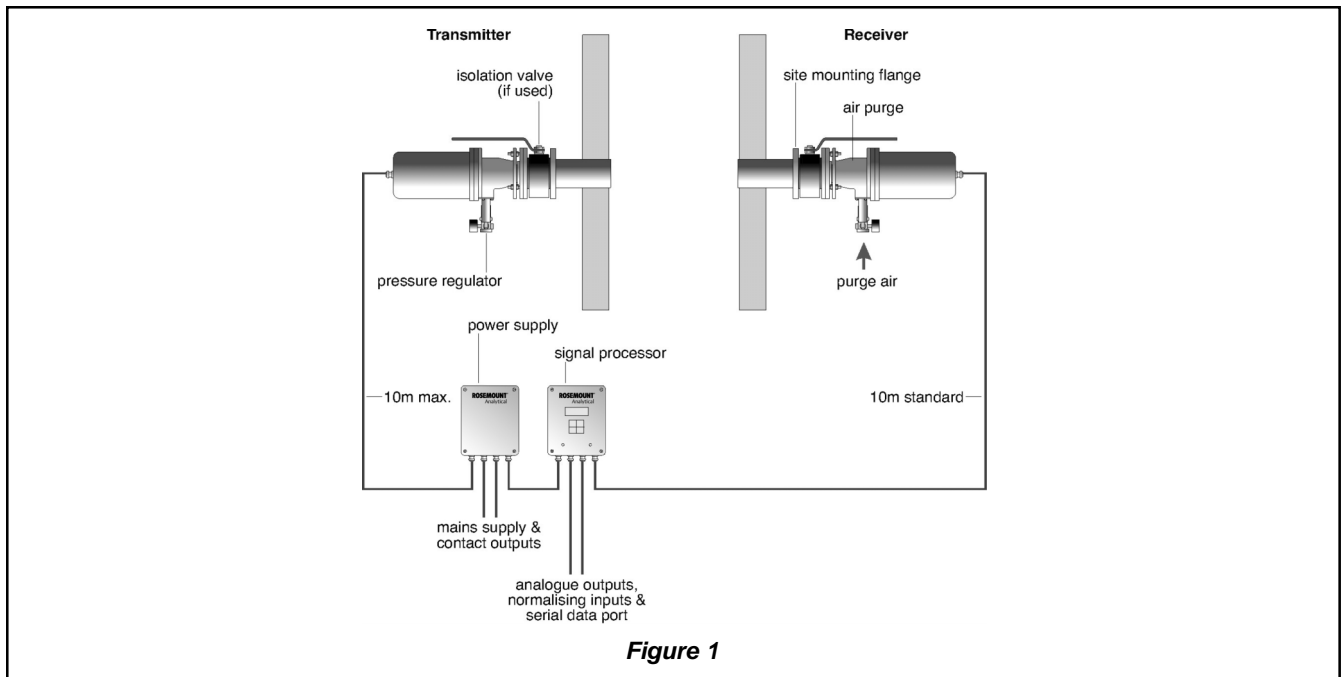 Transmitter
Receiver
isolation valve
(if used)
site mounting flange
air purge
pressure regulator
purge air
power supply
signal processor
10m max.
ROSEMOUNT
Analytical
ROSEMOUNT
Analytical
10m standard
mains supply &
contact outputs
analogue outputs,
normalising inputs &
serial data port
Figure 1